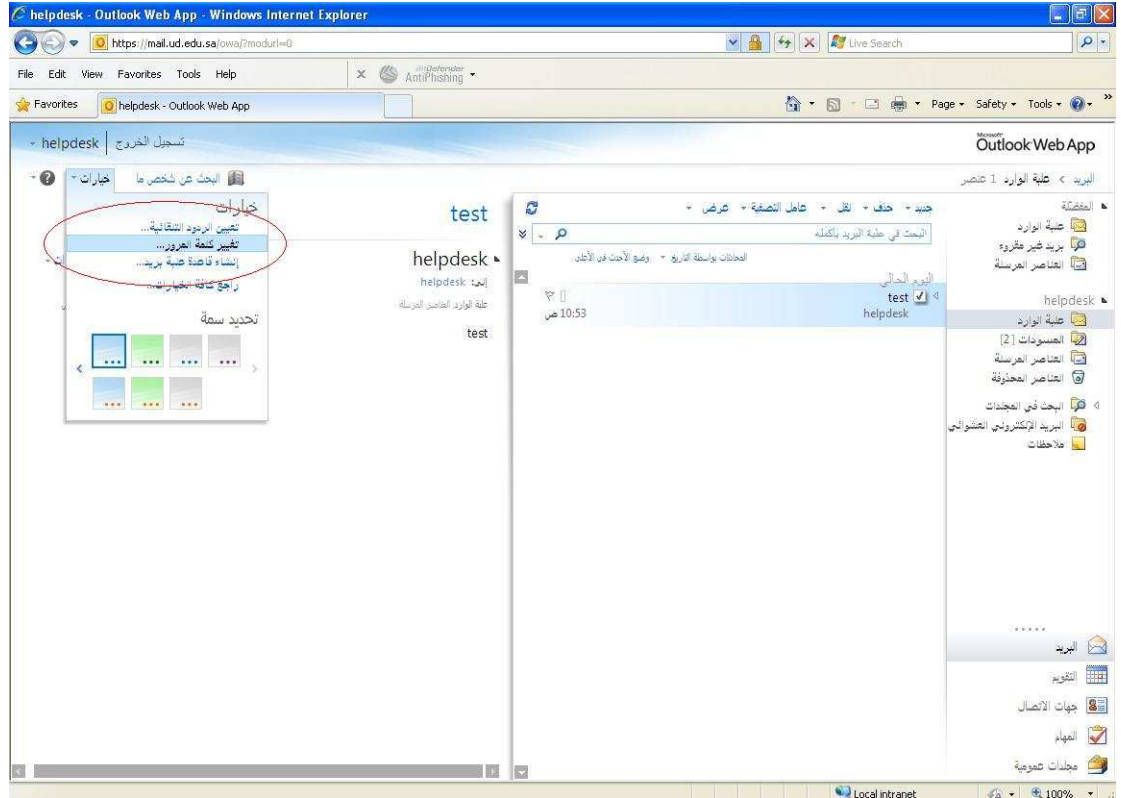 helpdesk - Outlook Web App - Windows Internet Explorer
https://mail.ud.edu.sa/owa/?modurl=0
Live Search
File Edit View Favorites Tools Help
AntiPhishing
Favorites
helpdesk - Outlook Web App
Page Safety Tools
Microsoft
Outlook Web App
تسجيل الخروج | helpdesk
البريد > علبة الوارد 1 عنصر
البحث عن شخص ما
خيارات
المفضلة
علبة الوارد
بريد غير مقروء
العناصر المرسلة
helpdesk
علبة الوارد
المسودات [2]
العناصر المرسلة
العناصر المحذوفة
البحث في المجلدات
البريد الإلكتروني العشوائي
ملاحظات
البريد
التقويم
جهات الاتصال
المهام
مجلدات عمومية
جديد حذف نقل عامل التصفية عرض
البحث في علبة البريد بأكمله
المحادثات بواسطة التاريخ وضع الأحدث في الأعلى
اليوم الحالي
test
helpdesk
10:53 ص
test
helpdesk
إلى: helpdesk
علبة الوارد, العناصر المرسلة
test
خيارات
تعيين الردود التلقائية...
تغيير كلمة المرور...
إنشاء قاعدة علبة بريد...
راجع كافة الخيارات...
تحديد سمة
Local intranet
100%